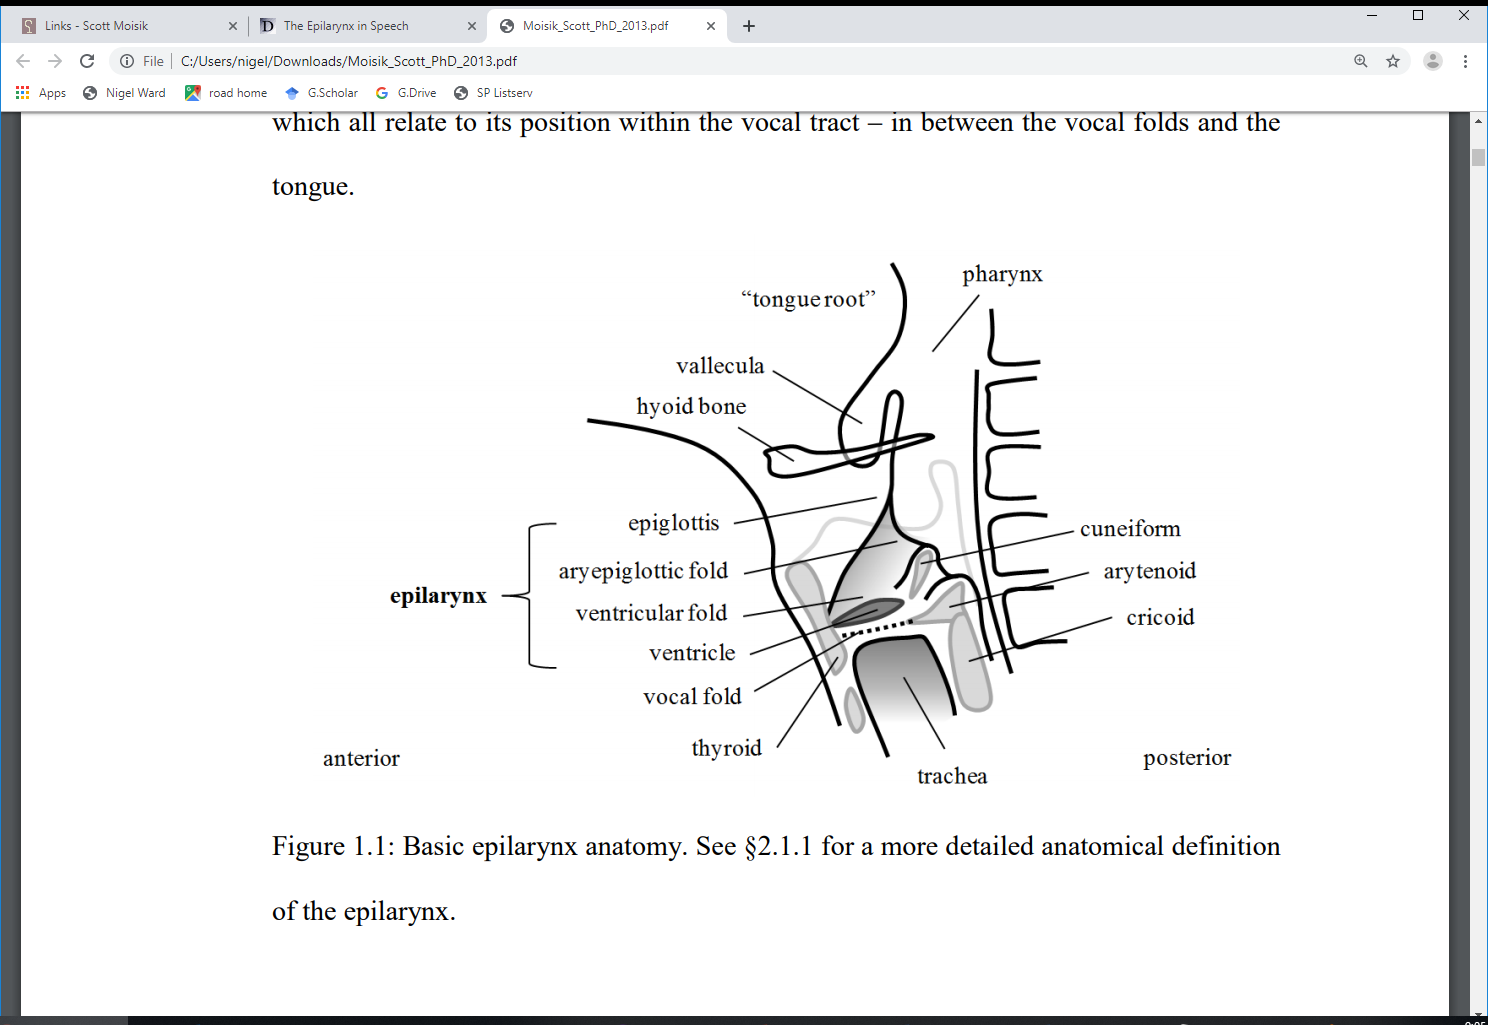 Links - Scott Moisik
The Epilarynx in Speech
Moisik_Scott_PhD_2013.pdf
File
C:/Users/nigel/Downloads/Moisik_Scott_PhD_2013.pdf
Apps
Nigel Ward
road home
G.Scholar
G.Drive
SP Listserv
which all relate to its position within the vocal tract – in between the vocal folds and the
tongue.
pharynx
“tongue root”
vallecula
hyoid bone
epiglottis
cuneiform
aryepiglottic fold
arytenoid
epilarynx
ventricular fold
cricoid
ventricle
vocal fold
thyroid
anterior
posterior
trachea
Figure 1.1: Basic epilarynx anatomy. See §2.1.1 for a more detailed anatomical definition
of the epilarynx.